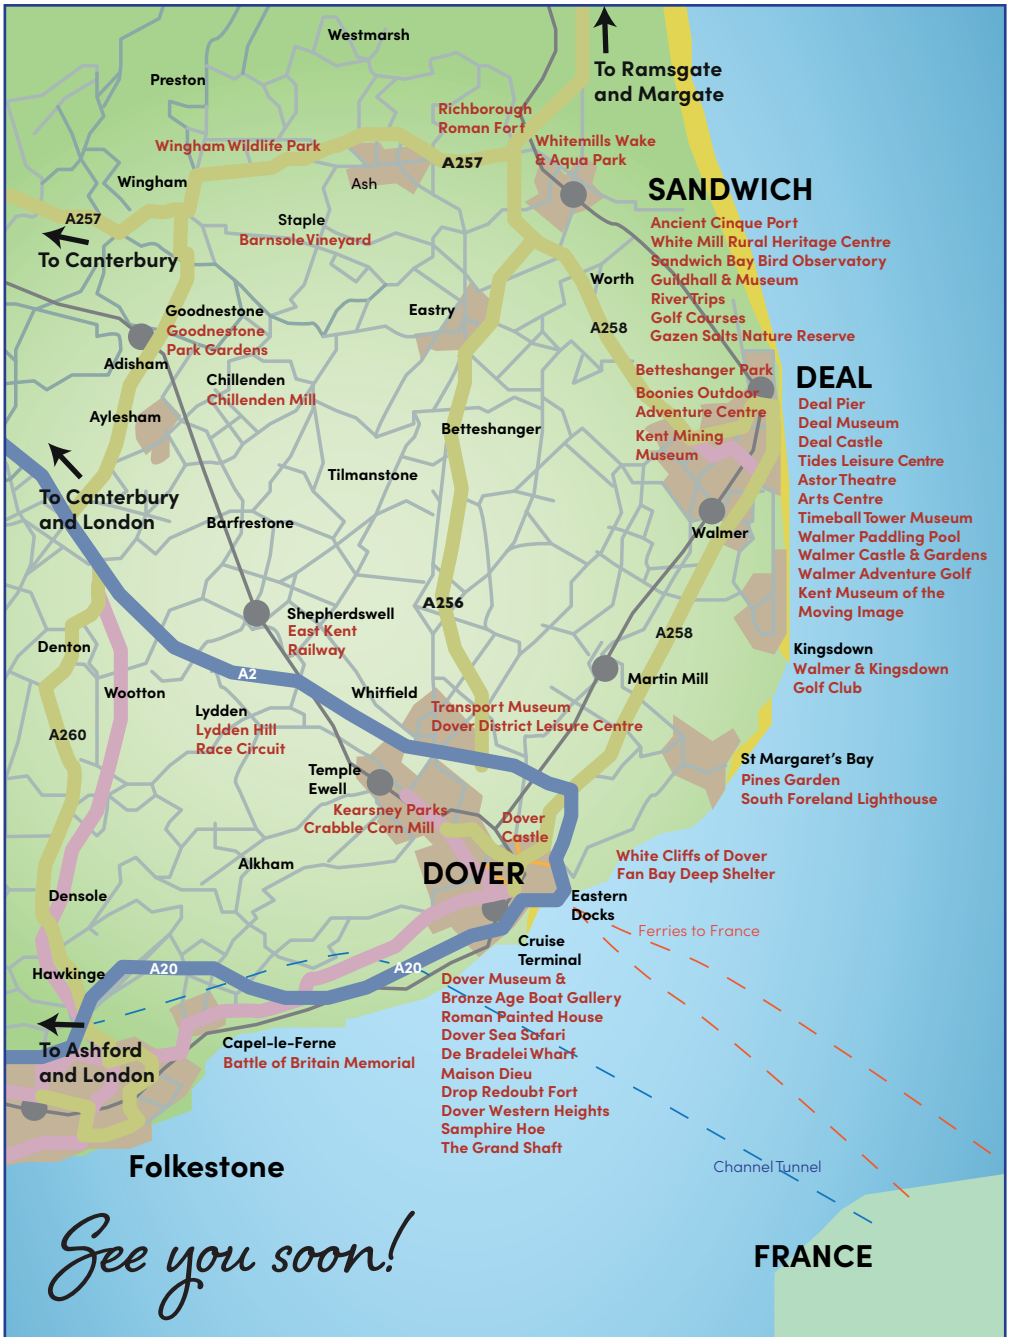 Westmarsh
To Ramsgate
and Margate
Preston
Richborough
Roman Fort
Wingham Wildlife Park
Whitemills Wake
& Aqua Park
A257
Wingham
Ash
SANDWICH
A257
Staple
Barnsole Vineyard
To Canterbury
Ancient Cinque Port
White Mill Rural Heritage Centre
Sandwich Bay Bird Observatory
Guildhall & Museum
River Trips
Golf Courses
Gazen Salts Nature Reserve
Worth
Goodnestone
Goodnestone
Park Gardens
Eastry
A258
Adisham
Chillenden
Chillenden Mill
Betteshanger Park
Boonies Outdoor
Adventure Centre
Kent Mining
Museum
DEAL
Deal Pier
Deal Museum
Deal Castle
Tides Leisure Centre
Astor Theatre
Arts Centre
Timeball Tower Museum
Walmer Paddling Pool
Walmer Castle & Gardens
Walmer Adventure Golf
Kent Museum of the
Moving Image
Aylesham
Betteshanger
Tilmanstone
To Canterbury
and London
Barfrestone
Walmer
Shepherdswell
East Kent
Railway
A256
A258
Denton
Kingsdown
Walmer & Kingsdown
Golf Club
A2
Martin Mill
Wootton
Whitfield
Transport Museum
Dover District Leisure Centre
Lydden
Lydden Hill
Race Circuit
A260
St Margaret's Bay
Pines Garden
South Foreland Lighthouse
Temple
Ewell
Kearsney Parks
Crabble Corn Mill
Dover
Castle
White Cliffs of Dover
Fan Bay Deep Shelter
Alkham
DOVER
Densole
Eastern
Docks
Ferries to France
Cruise
Terminal
Hawkinge
A20
A20
Dover Museum &
Bronze Age Boat Gallery
Roman Painted House
Dover Sea Safari
De Bradelei Wharf
Maison Dieu
Drop Redoubt Fort
Dover Western Heights
Samphire Hoe
The Grand Shaft
To Ashford
and London
Capel-le-Ferne
Battle of Britain Memorial
Folkestone
Channel Tunnel
See you soon!
FRANCE